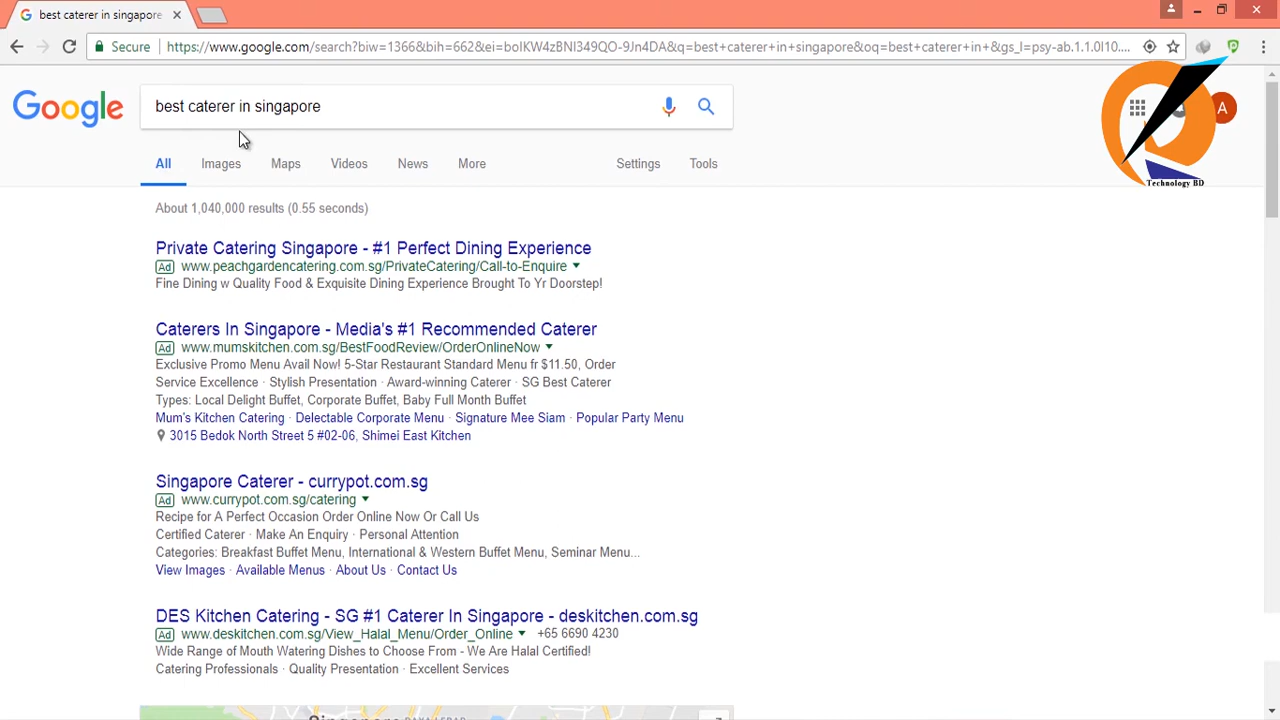 best caterer in singapore
Secure https://www.google.com/search?biw=1366&bih=662&ei=bolKW4zBNI349QO-9Jn4DA&q=best+caterer+in+singapore&oq=best+caterer+in+&gs_l=psy-ab.1.1.0l10....
Google best caterer in singapore A
All Images Maps Videos News More Settings Tools
Technology BD
About 1,040,000 results (0.55 seconds)
Private Catering Singapore - #1 Perfect Dining Experience
Ad www.peachgardencatering.com.sg/PrivateCatering/Call-to-Enquire
Fine Dining w Quality Food & Exquisite Dining Experience Brought To Yr Doorstep!
Caterers In Singapore - Media's #1 Recommended Caterer
Ad www.mumskitchen.com.sg/BestFoodReview/OrderOnlineNow
Exclusive Promo Menu Avail Now! 5-Star Restaurant Standard Menu fr $11.50, Order
Service Excellence · Stylish Presentation · Award-winning Caterer · SG Best Caterer
Types: Local Delight Buffet, Corporate Buffet, Baby Full Month Buffet
Mum's Kitchen Catering · Delectable Corporate Menu · Signature Mee Siam · Popular Party Menu
3015 Bedok North Street 5 #02-06, Shimei East Kitchen
Singapore Caterer - currypot.com.sg
Ad www.currypot.com.sg/catering
Recipe for A Perfect Occasion Order Online Now Or Call Us
Certified Caterer · Make An Enquiry · Personal Attention
Categories: Breakfast Buffet Menu, International & Western Buffet Menu, Seminar Menu...
View Images · Available Menus · About Us · Contact Us
DES Kitchen Catering - SG #1 Caterer In Singapore - deskitchen.com.sg
Ad www.deskitchen.com.sg/View_Halal_Menu/Order_Online +65 6690 4230
Wide Range of Mouth Watering Dishes to Choose From - We Are Halal Certified!
Catering Professionals · Quality Presentation · Excellent Services
Singapore